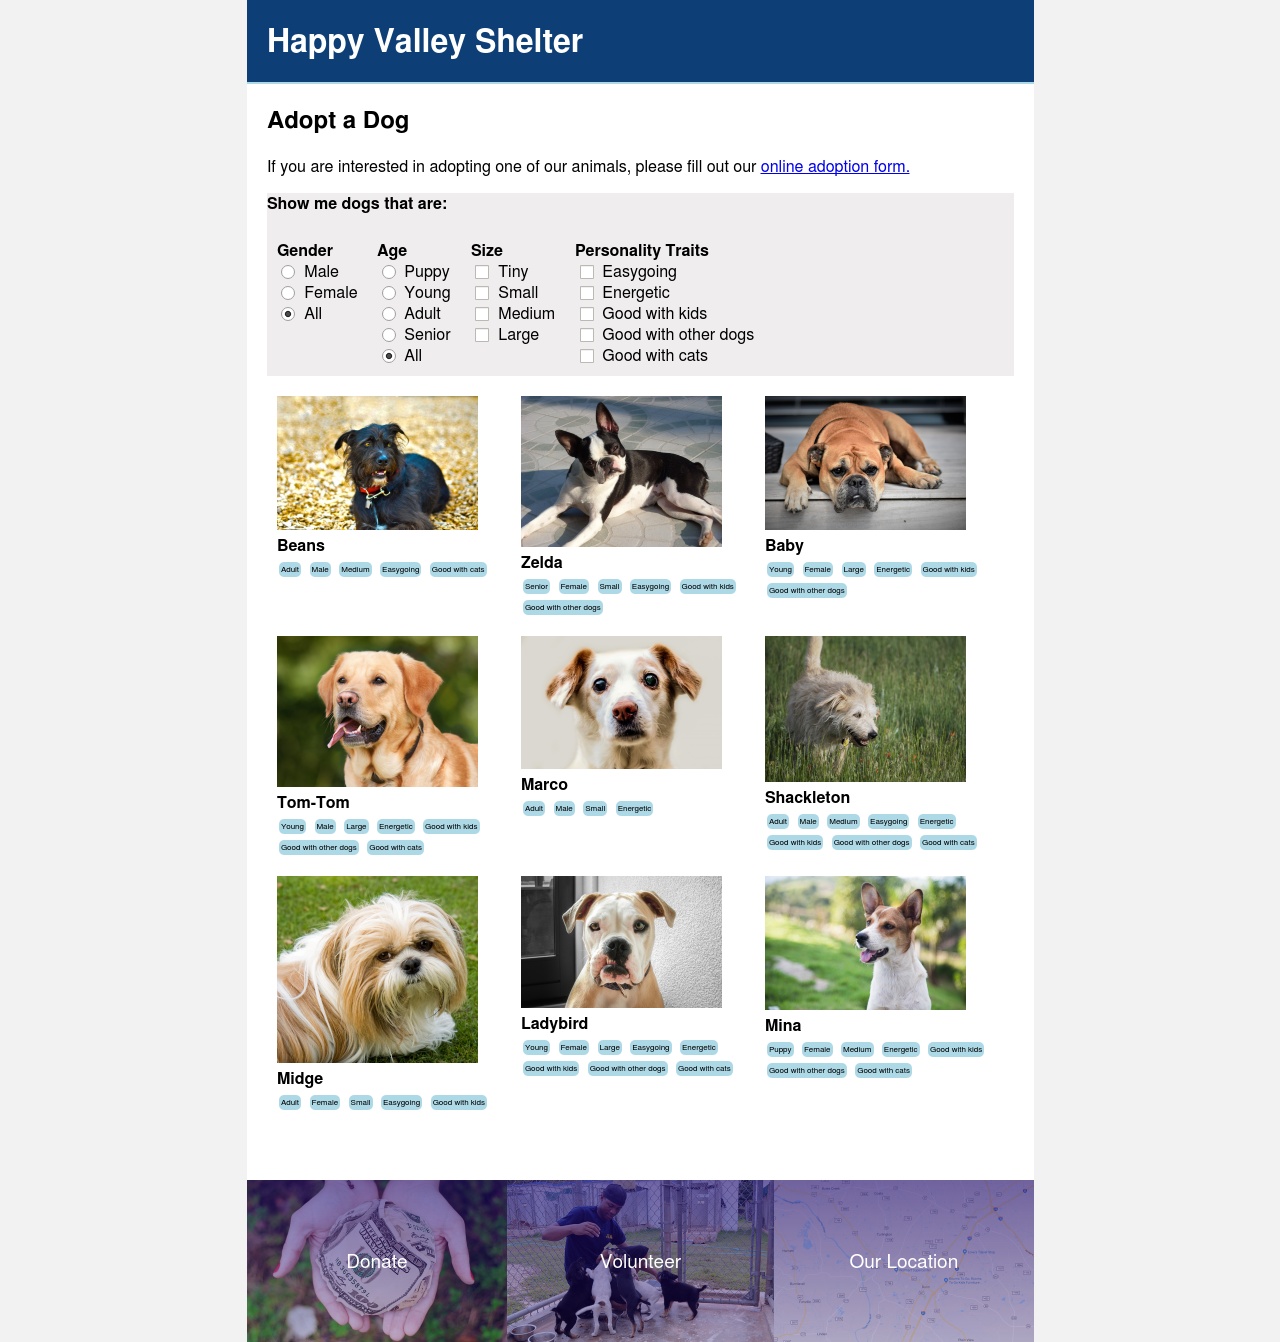 Happy Valley Shelter
Adopt a Dog
If you are interested in adopting one of our animals, please fill out our online adoption form.
Show me dogs that are:
Gender
Male
Female
All
Age
Puppy
Young
Adult
Senior
All
Size
Tiny
Small
Medium
Large
Personality Traits
Easygoing
Energetic
Good with kids
Good with other dogs
Good with cats
Beans
Adult Male Medium Easygoing Good with cats
Zelda
Senior Female Small Easygoing Good with kids
Good with other dogs
Baby
Young Female Large Energetic Good with kids
Good with other dogs
Tom-Tom
Young Male Large Energetic Good with kids
Good with other dogs Good with cats
Marco
Adult Male Small Energetic
Shackleton
Adult Male Medium Easygoing Energetic
Good with kids Good with other dogs Good with cats
Midge
Adult Female Small Easygoing Good with kids
Ladybird
Young Female Large Easygoing Energetic
Good with kids Good with other dogs Good with cats
Mina
Puppy Female Medium Energetic Good with kids
Good with other dogs Good with cats
Donate
Volunteer
Our Location